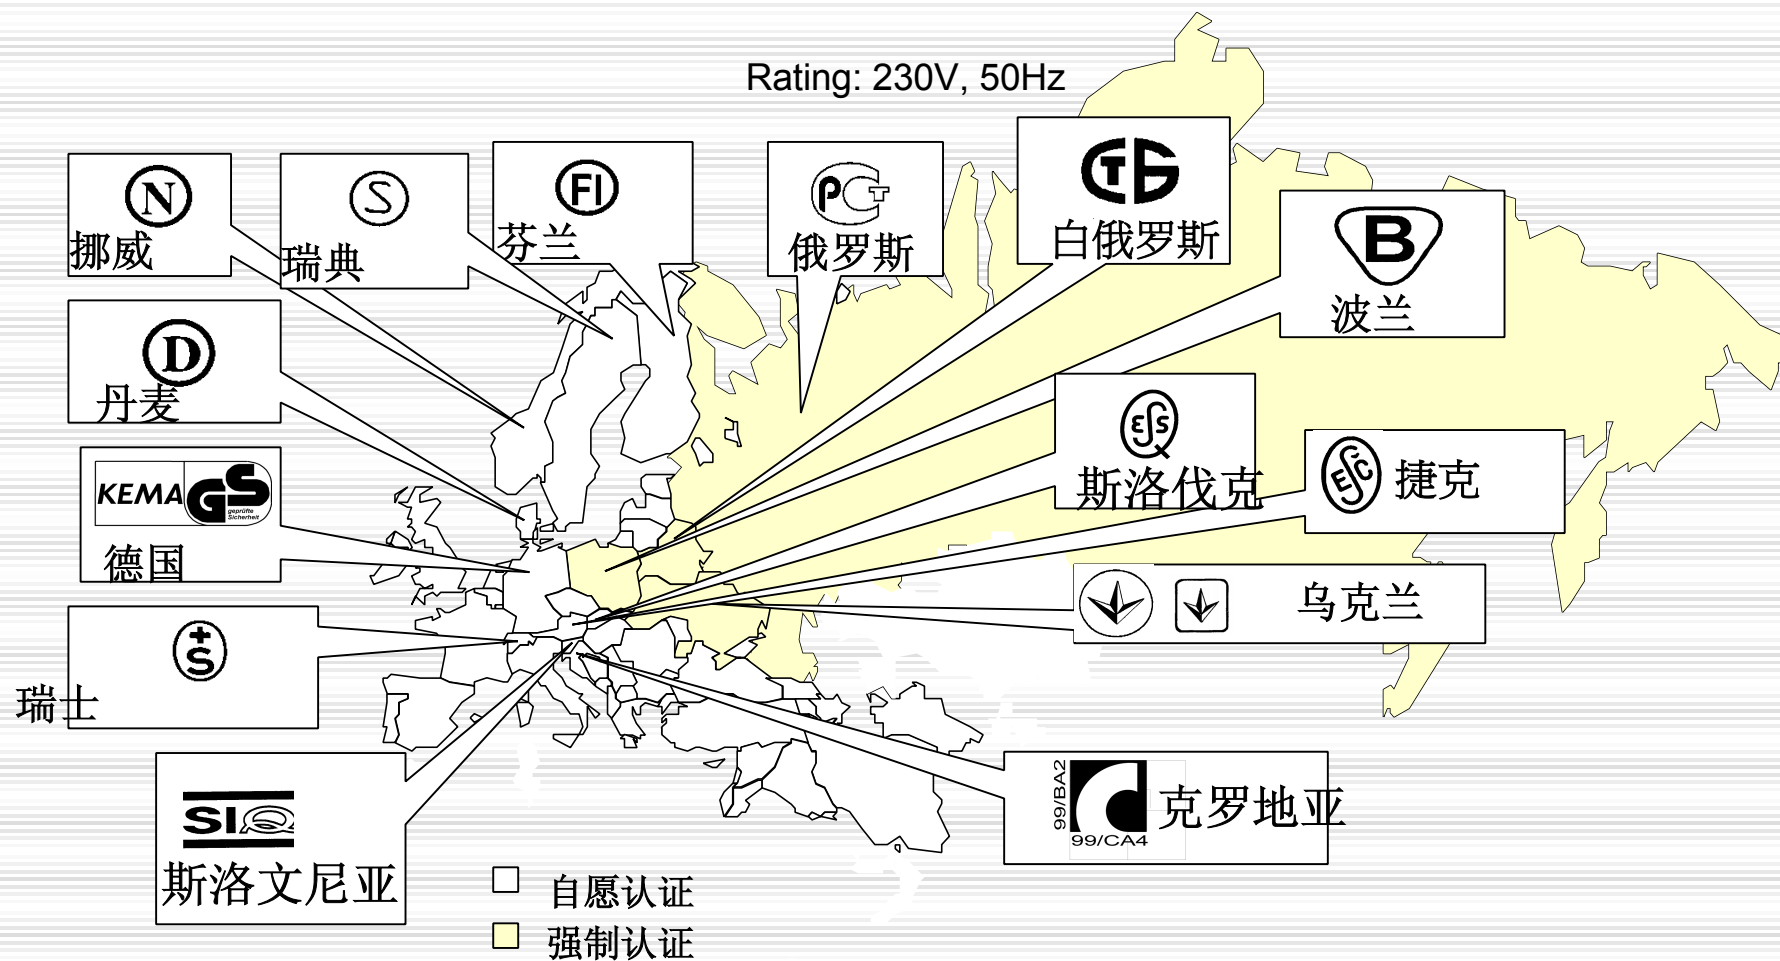 Rating: 230V, 50Hz
N
挪威
S
瑞典
FI
芬兰
РСТ
俄罗斯
СТБ
白俄罗斯
B
波兰
D
丹麦
KEMA
GS
geprüfte
Sicherheit
德国
ESS
Q
斯洛伐克
ESČ
捷克
乌克兰
+
S
瑞士
SIQ
斯洛文尼亚
99/BA2
99/CA4
克罗地亚
自愿认证
强制认证